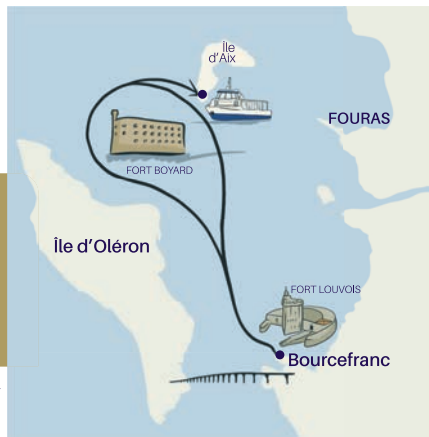 Île
d'Aix
FOURAS
FORT BOYARD
Île d'Oléron
FORT LOUVOIS
Bourcefranc